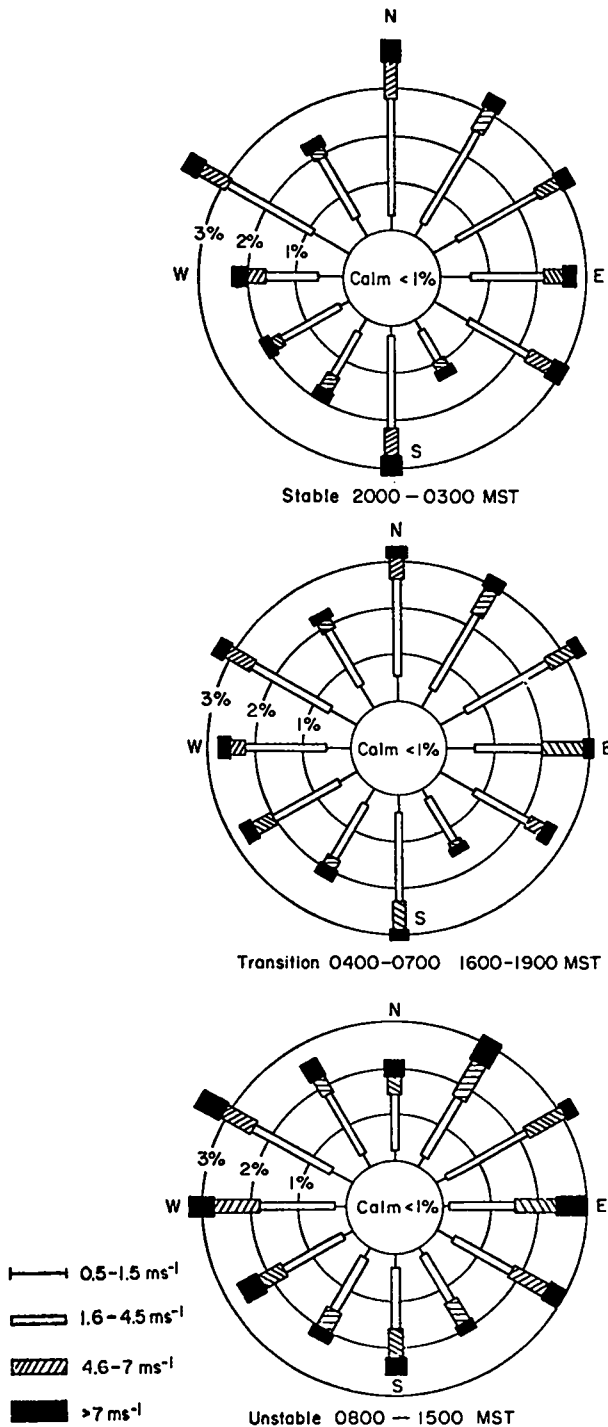 N
3%
2%
1%
W
Calm <1%
E
S
Stable 2000 – 0300 MST
N
3%
2%
1%
W
Calm <1%
E
S
Transition 0400–0700 1600–1900 MST
N
3%
2%
1%
W
Calm <1%
E
S
0.5–1.5 ms⁻¹
1.6–4.5 ms⁻¹
4.6–7 ms⁻¹
>7 ms⁻¹
Unstable 0800 – 1500 MST